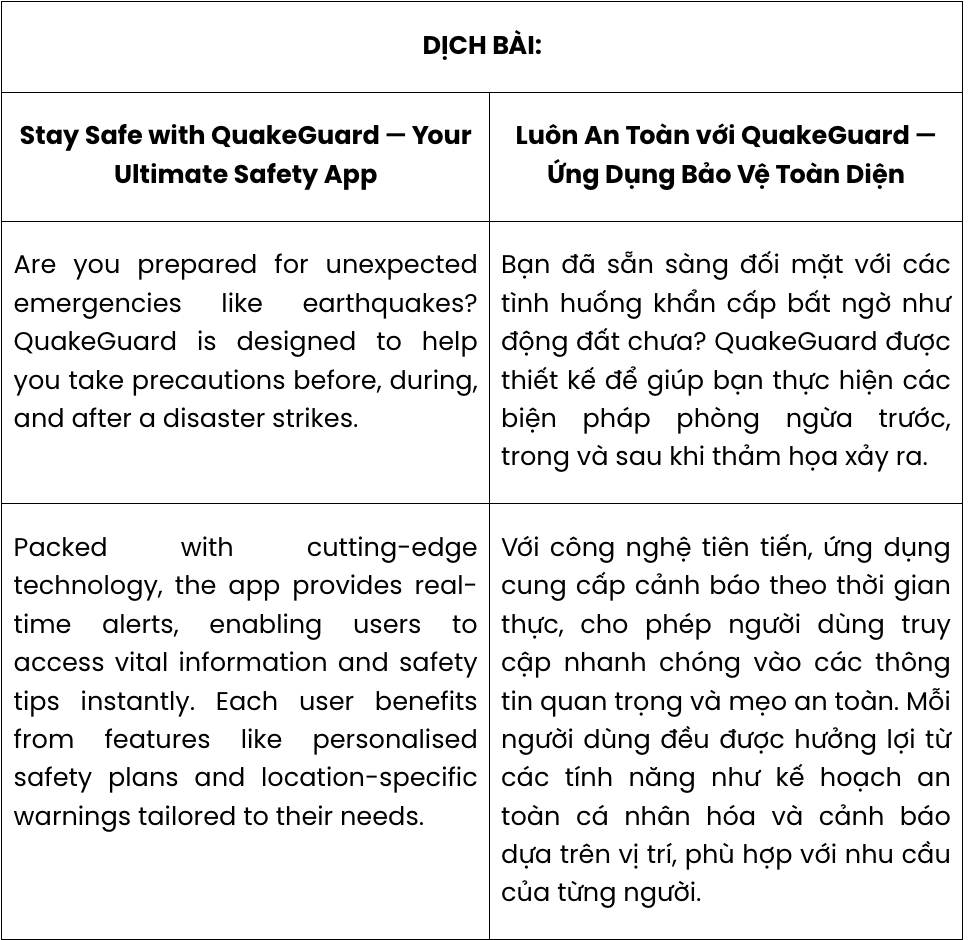 DỊCH BÀI:
Stay Safe with QuakeGuard — Your
Ultimate Safety App
Luôn An Toàn với QuakeGuard —
Ứng Dụng Bảo Vệ Toàn Diện
Are you prepared for unexpected
emergencies like earthquakes?
QuakeGuard is designed to help
you take precautions before, during,
and after a disaster strikes.
Bạn đã sẵn sàng đối mặt với các
tình huống khẩn cấp bất ngờ như
động đất chưa? QuakeGuard được
thiết kế để giúp bạn thực hiện các
biện pháp phòng ngừa trước,
trong và sau khi thảm họa xảy ra.
Packed with cutting-edge
technology, the app provides real-
time alerts, enabling users to
access vital information and safety
tips instantly. Each user benefits
from features like personalised
safety plans and location-specific
warnings tailored to their needs.
Với công nghệ tiên tiến, ứng dụng
cung cấp cảnh báo theo thời gian
thực, cho phép người dùng truy
cập nhanh chóng vào các thông
tin quan trọng và mẹo an toàn. Mỗi
người dùng đều được hưởng lợi từ
các tính năng như kế hoạch an
toàn cá nhân hóa và cảnh báo
dựa trên vị trí, phù hợp với nhu cầu
của từng người.